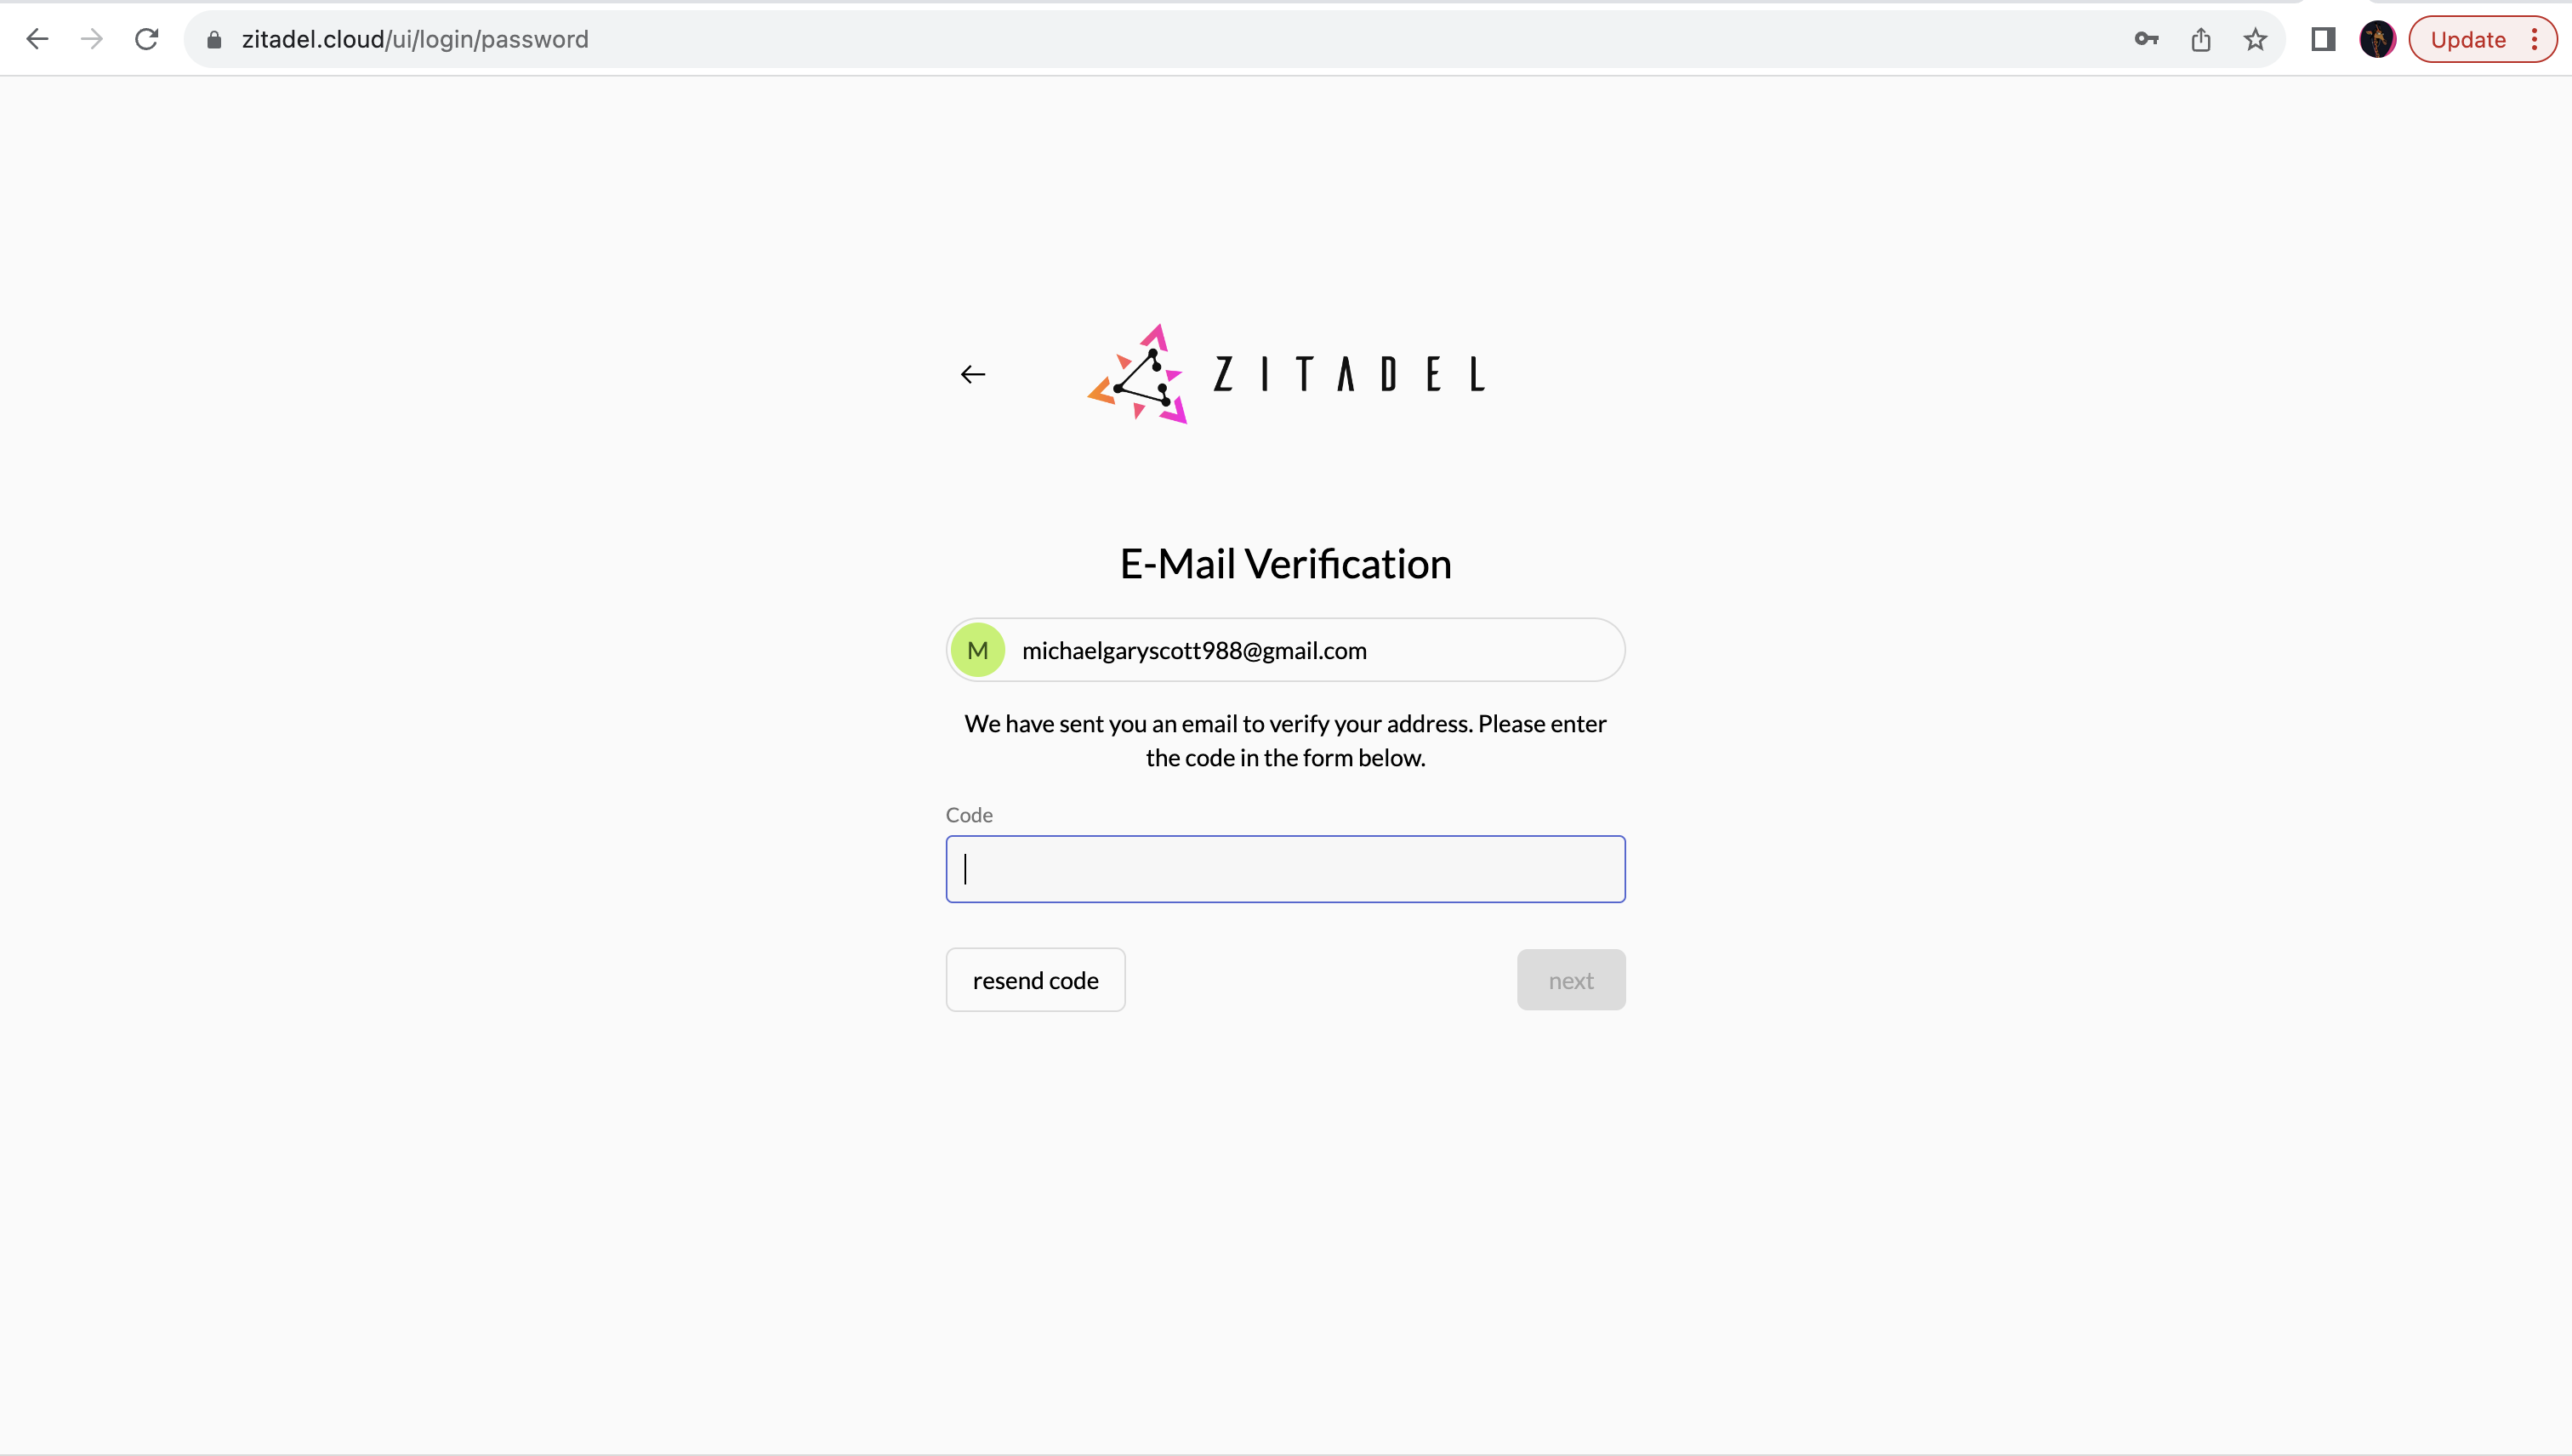 zitadel.cloud/ui/login/password
Update
ZITADEL
E-Mail Verification
M
michaelgaryscott988@gmail.com
We have sent you an email to verify your address. Please enter
the code in the form below.
Code
resend code
next